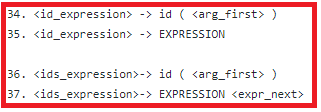 34. <id_expression> -> id ( <arg_first> )
35. <id_expression> -> EXPRESSION
36. <ids_expression>-> id ( <arg_first> )
37. <ids_expression>-> EXPRESSION <expr_next>